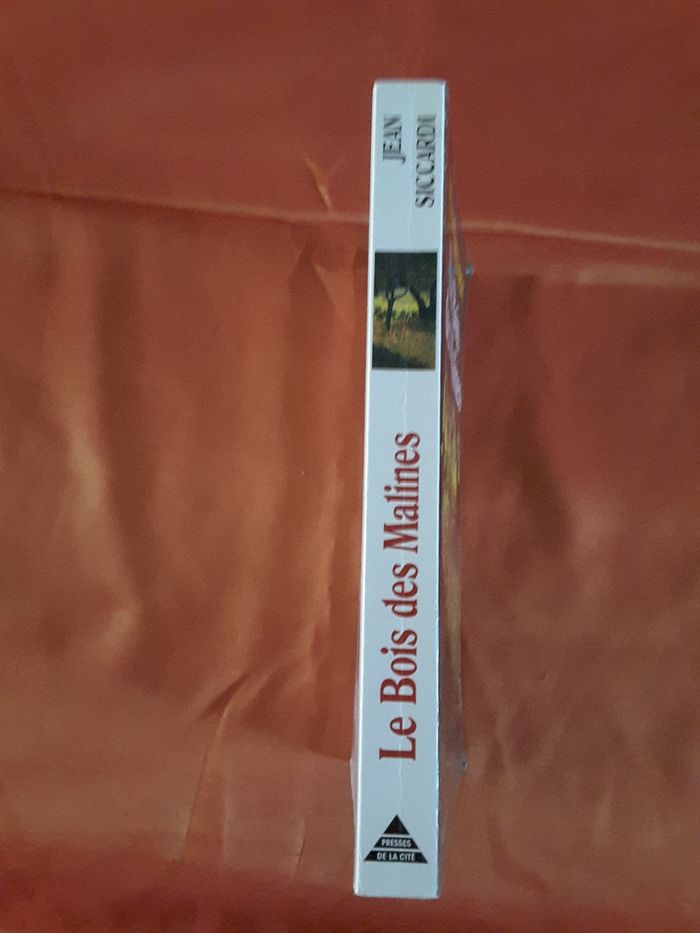 JEAN
SICCARDI
Le Bois des Malines
PRESSES
DE LA CITÉ